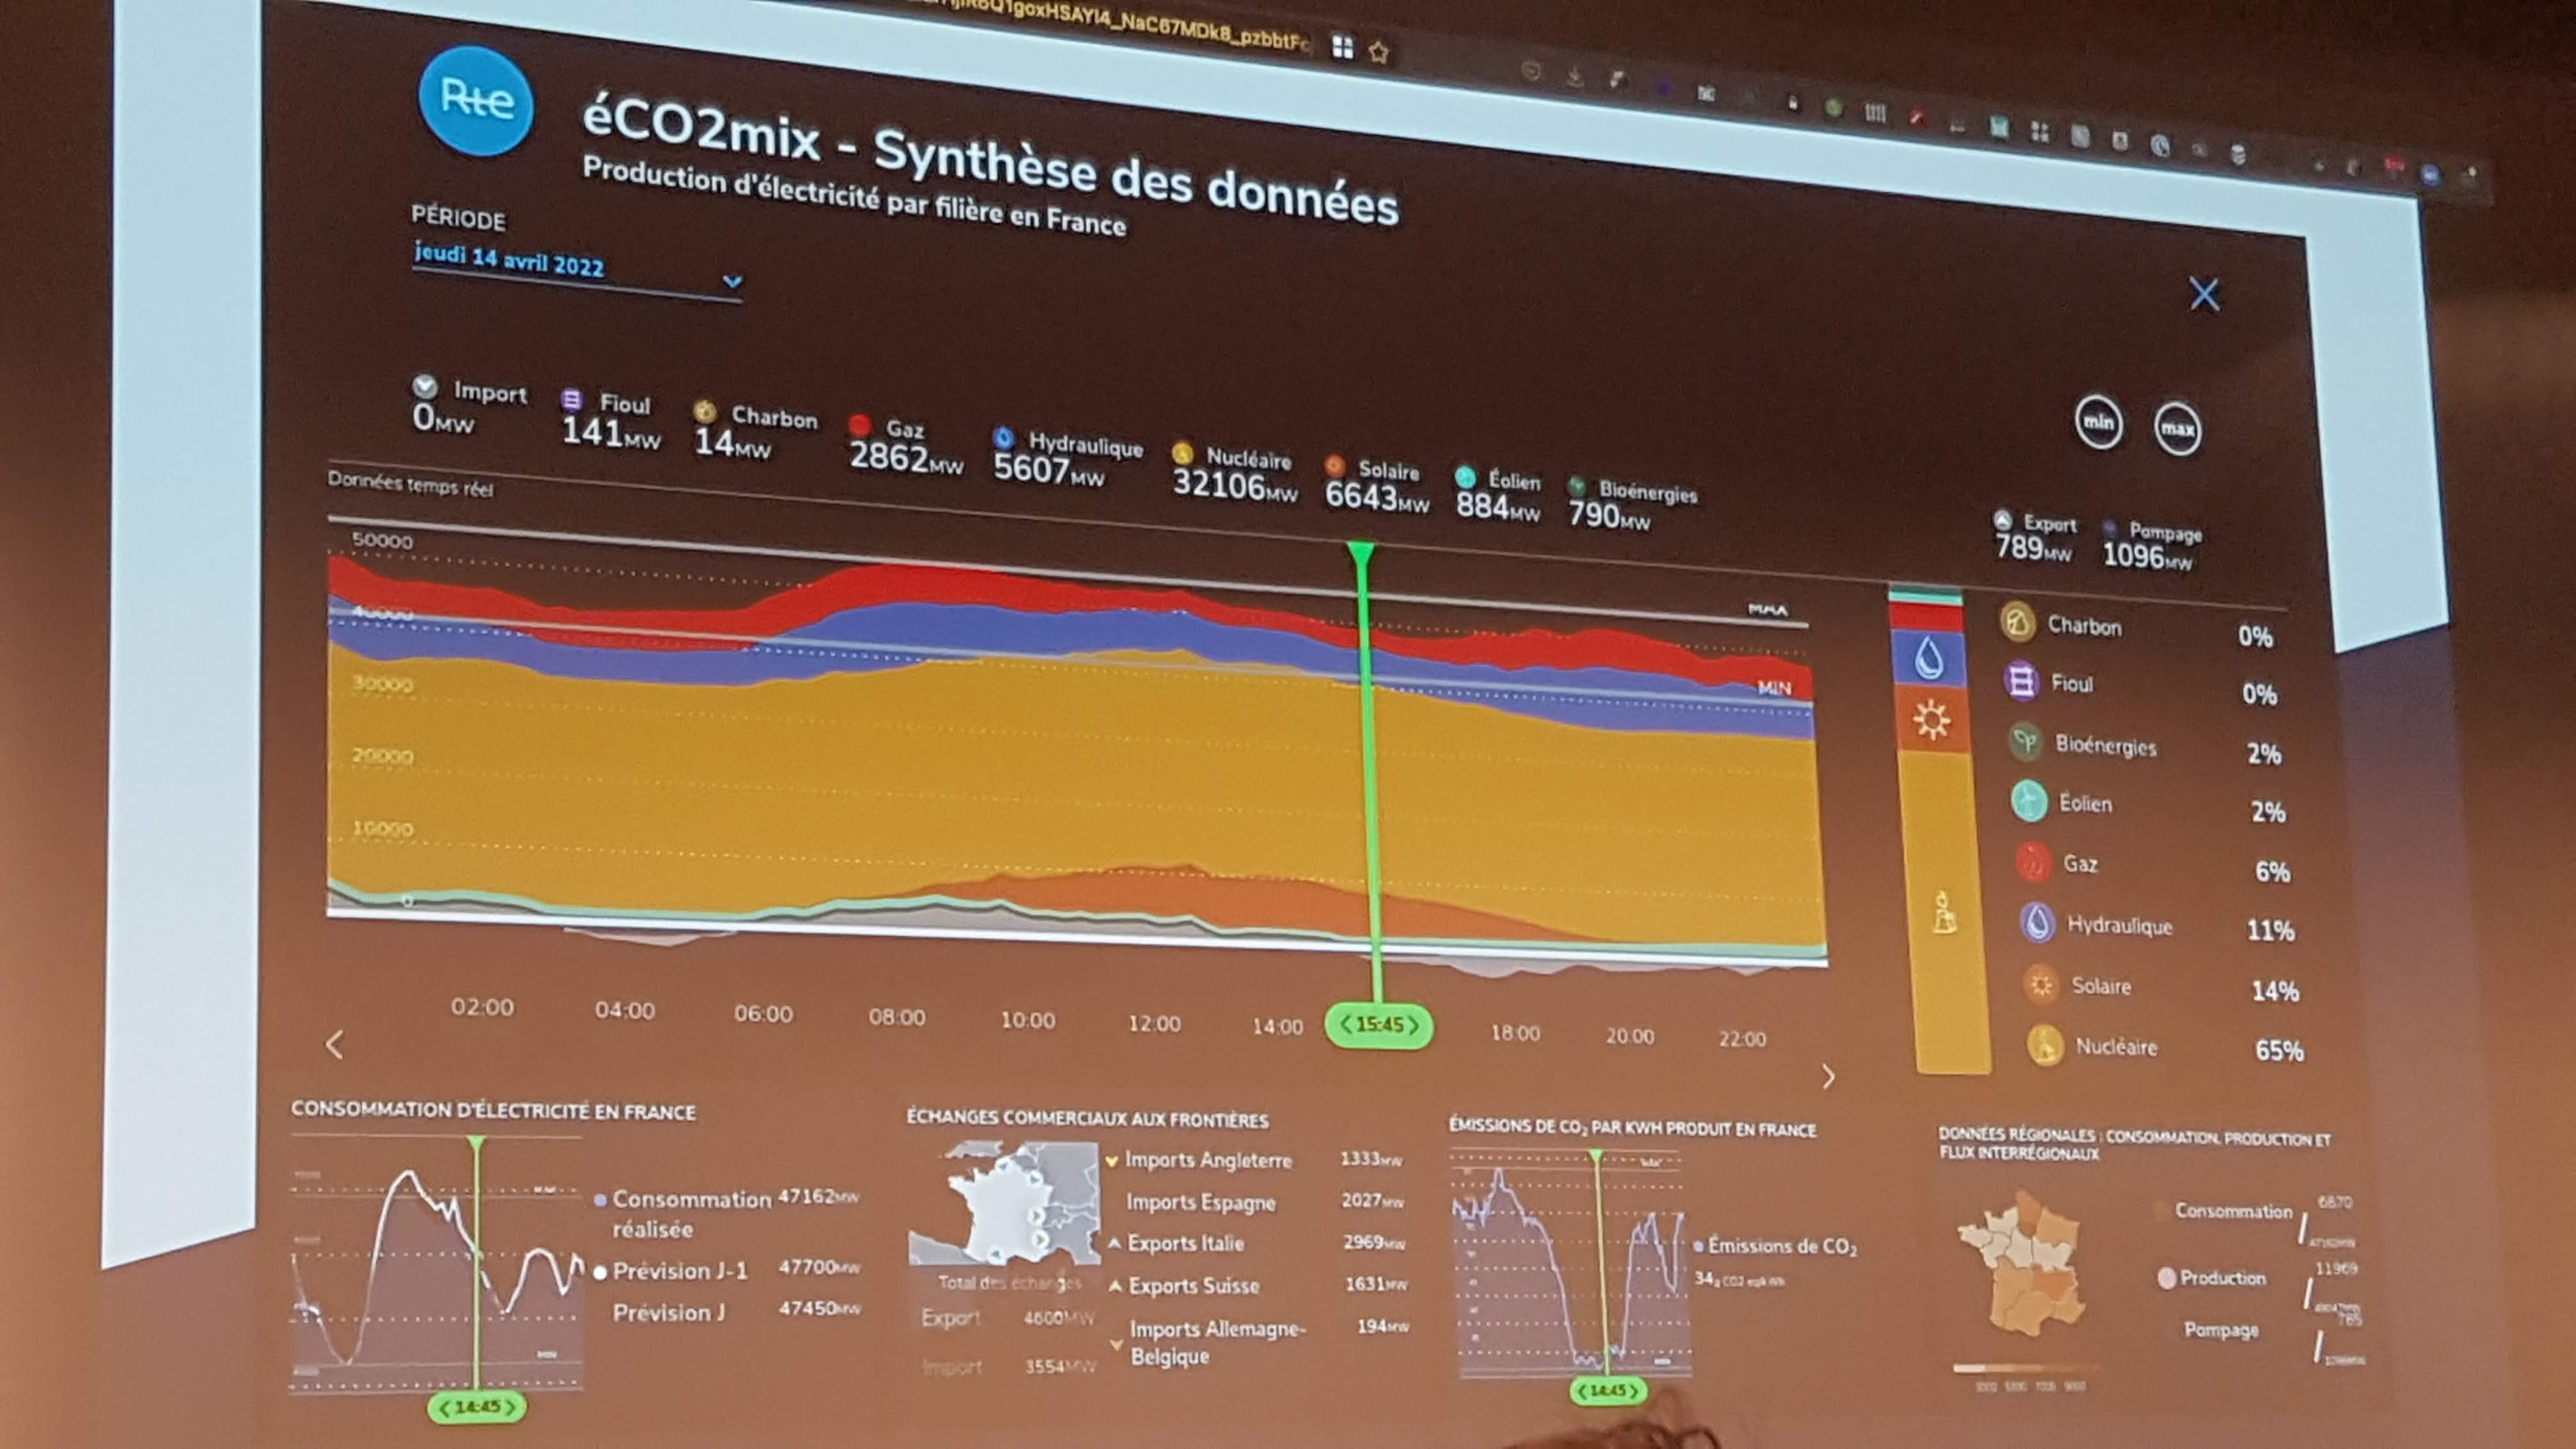 Rte
éCO2mix - Synthèse des données
Production d'électricité par filière en France
PÉRIODE
jeudi 14 avril 2022
min max
Import Fioul Charbon Gaz Hydraulique Nucléaire Solaire Éolien Bioénergies
0MW 141MW 14MW 2862MW 5607MW 32106MW 6643MW 884MW 790MW
Export Pompage
789MW 1096MW
Données temps réel
50000
40000
30000
20000
10000
0
MIN
02:00 04:00 06:00 08:00 10:00 12:00 14:00 15:45 18:00 20:00 22:00
Charbon 0%
Fioul 0%
Bioénergies 2%
Éolien 2%
Gaz 6%
Hydraulique 11%
Solaire 14%
Nucléaire 65%
CONSOMMATION D'ÉLECTRICITÉ EN FRANCE
Consommation 47162MW
réalisée
Prévision J-1 47700MW
Prévision J 47450MW
14:45
ÉCHANGES COMMERCIAUX AUX FRONTIÈRES
Imports Angleterre 1333MW
Imports Espagne 2027MW
Exports Italie 2969MW
Exports Suisse 1631MW
Imports Allemagne- 194MW
Belgique
Total des échanges
Export 4600MW
Import 3554MW
ÉMISSIONS DE CO2 PAR KWH PRODUIT EN FRANCE
Émissions de CO2
14:45
DONNÉES RÉGIONALES : CONSOMMATION, PRODUCTION ET
FLUX INTERRÉGIONAUX
Consommation 6870
Production 11969
Pompage